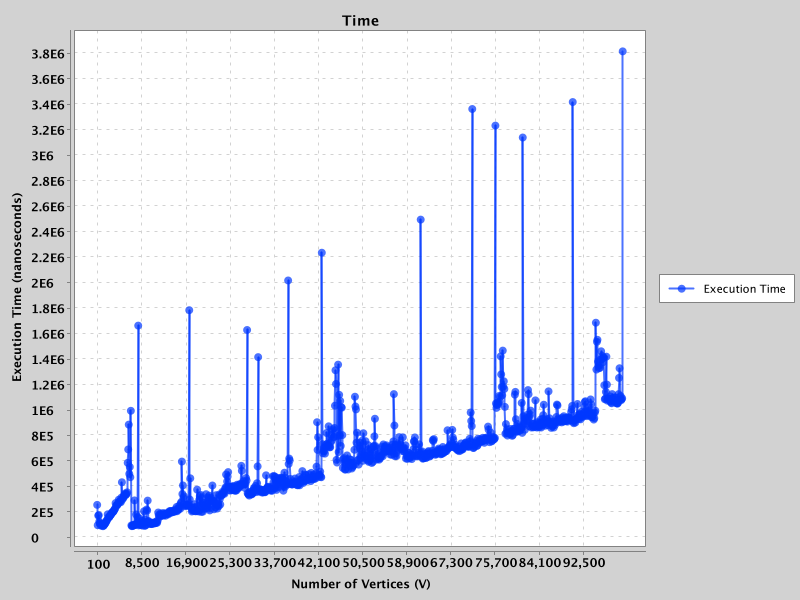 Time
3.8E6
3.6E6
3.4E6
3.2E6
3E6
2.8E6
2.6E6
2.4E6
2.2E6
2E6
1.8E6
1.6E6
1.4E6
1.2E6
1E6
8E5
6E5
4E5
2E5
0
Execution Time (nanoseconds)
100 8,500 16,900 25,300 33,700 42,100 50,500 58,900 67,300 75,700 84,100 92,500
Number of Vertices (V)
Execution Time